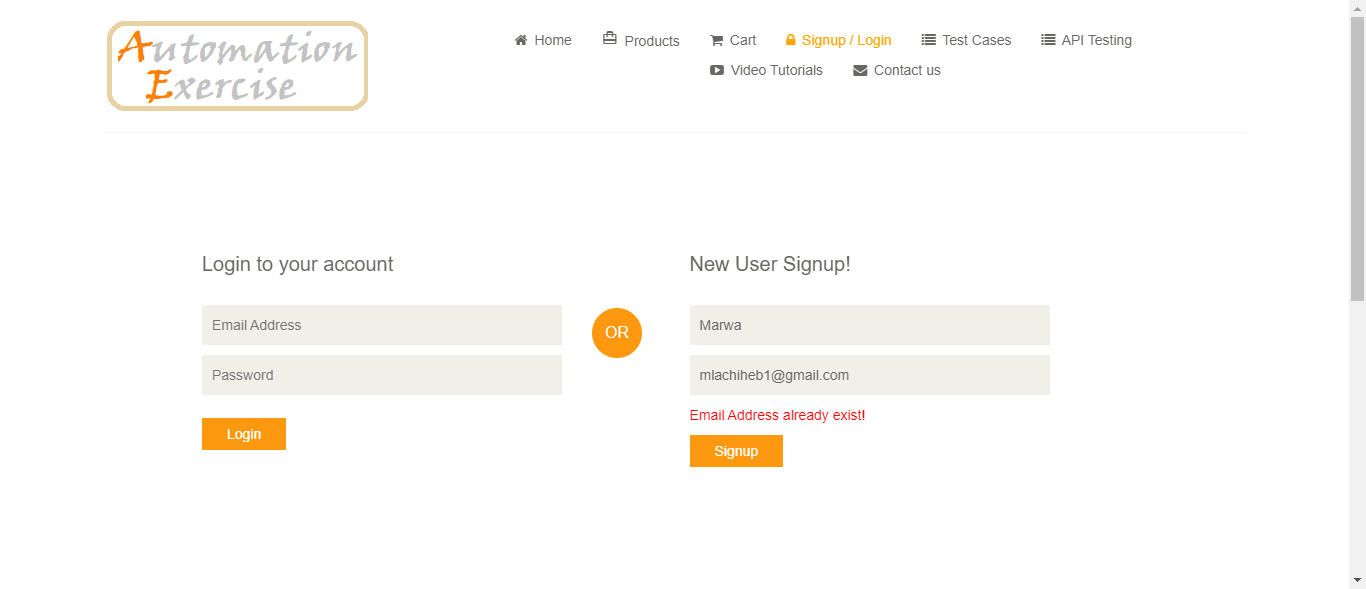 Automation
Exercise
Home
Products
Cart
Signup / Login
Test Cases
API Testing
Video Tutorials
Contact us
Login to your account
Email Address
Password
Login
OR
New User Signup!
Marwa
mlachiheb1@gmail.com
Email Address already exist!
Signup